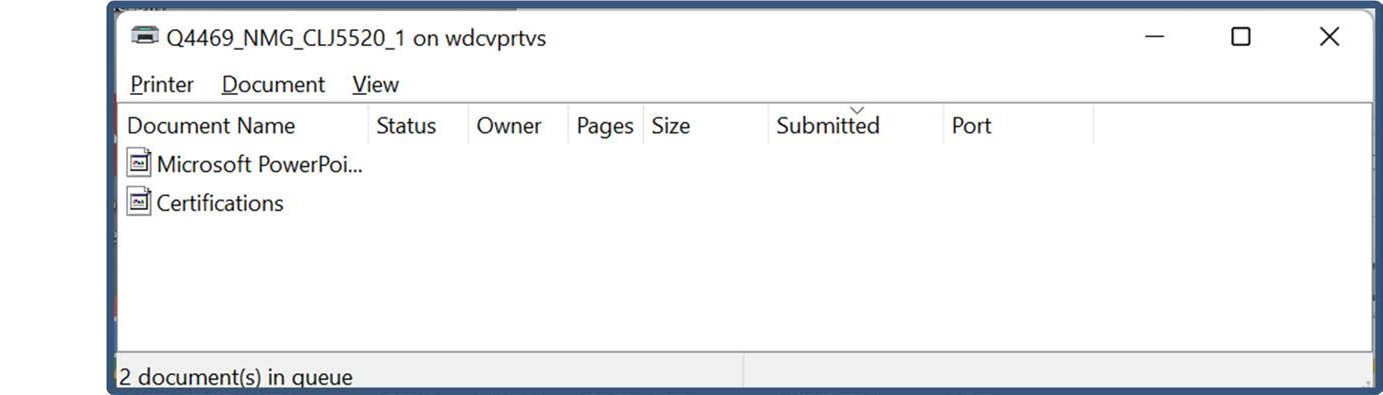 Q4469_NMG_CLJ5520_1 on wdcvprtvs
Printer Document View
Document Name Status Owner Pages Size Submitted Port
Microsoft PowerPoi...
Certifications
2 document(s) in queue